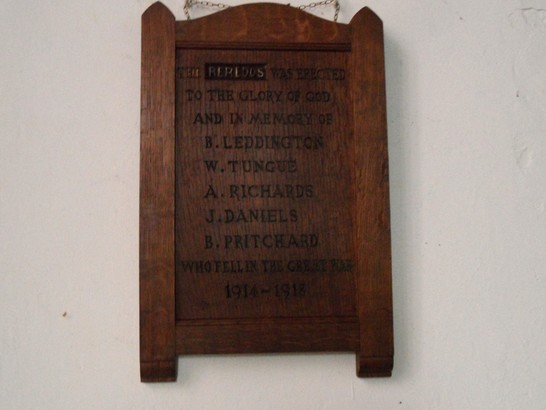 THE REREDOS WAS ERECTED
TO THE GLORY OF GOD
AND IN MEMORY OF
B. LEDDINGTON
W. TUNGUE
A. RICHARDS
J. DANIELS
B. PRITCHARD
WHO FELL IN THE GREAT WAR
1914-1918